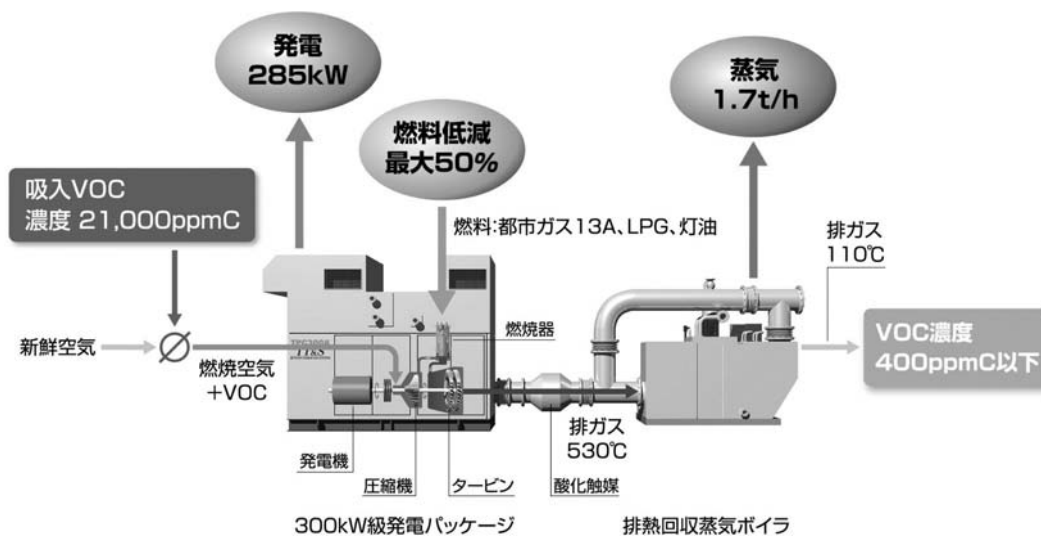 発電
285kW
蒸気
1.7t/h
燃料低減
最大50%
吸入VOC
濃度 21,000ppmC
燃料:都市ガス13A、LPG、灯油
排ガス
110℃
新鮮空気
燃焼空気
+VOC
燃焼器
VOC濃度
400ppmC以下
排ガス
530℃
発電機
圧縮機
タービン
酸化触媒
300kW級発電パッケージ
排熱回収蒸気ボイラ